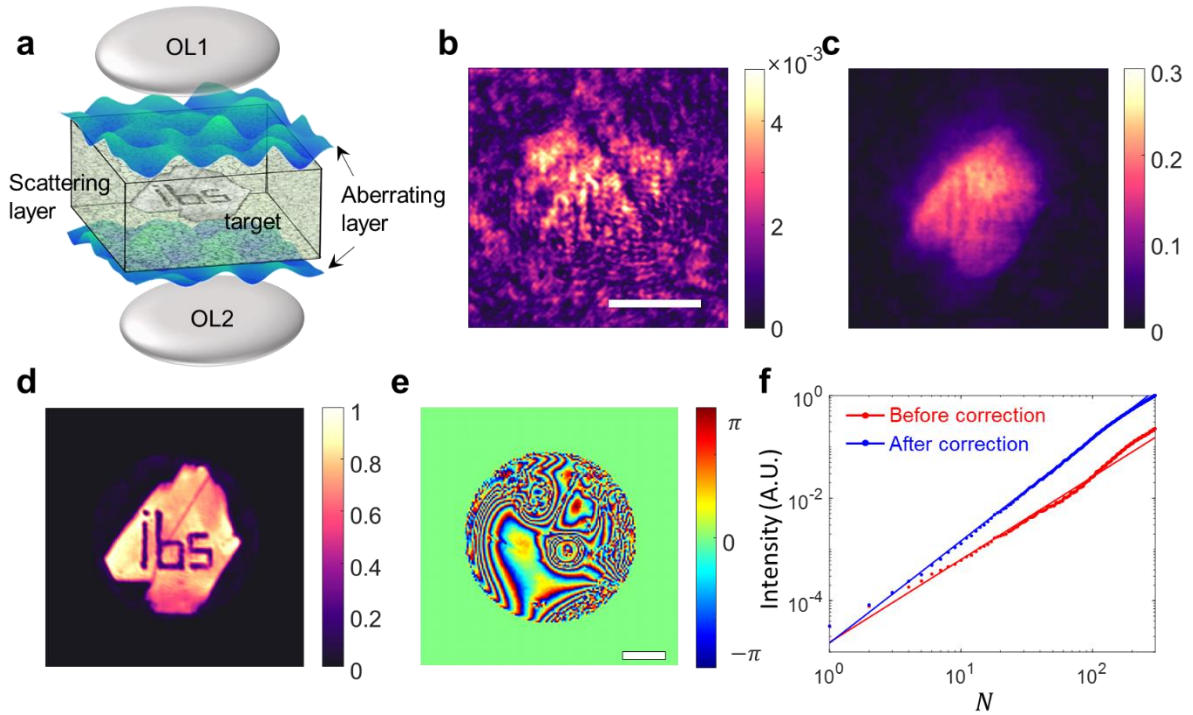 a
OL1
Scattering
layer
ibs
target
Aberrating
layer
OL2
b
×10⁻³
4
2
0
c
0.3
0.2
0.1
0
d
ibs
1
0.8
0.6
0.4
0.2
0
e
π
0
−π
f
Before correction
After correction
Intensity (A.U.)
10⁰
10⁻²
10⁻⁴
10⁰
10¹
10²
N